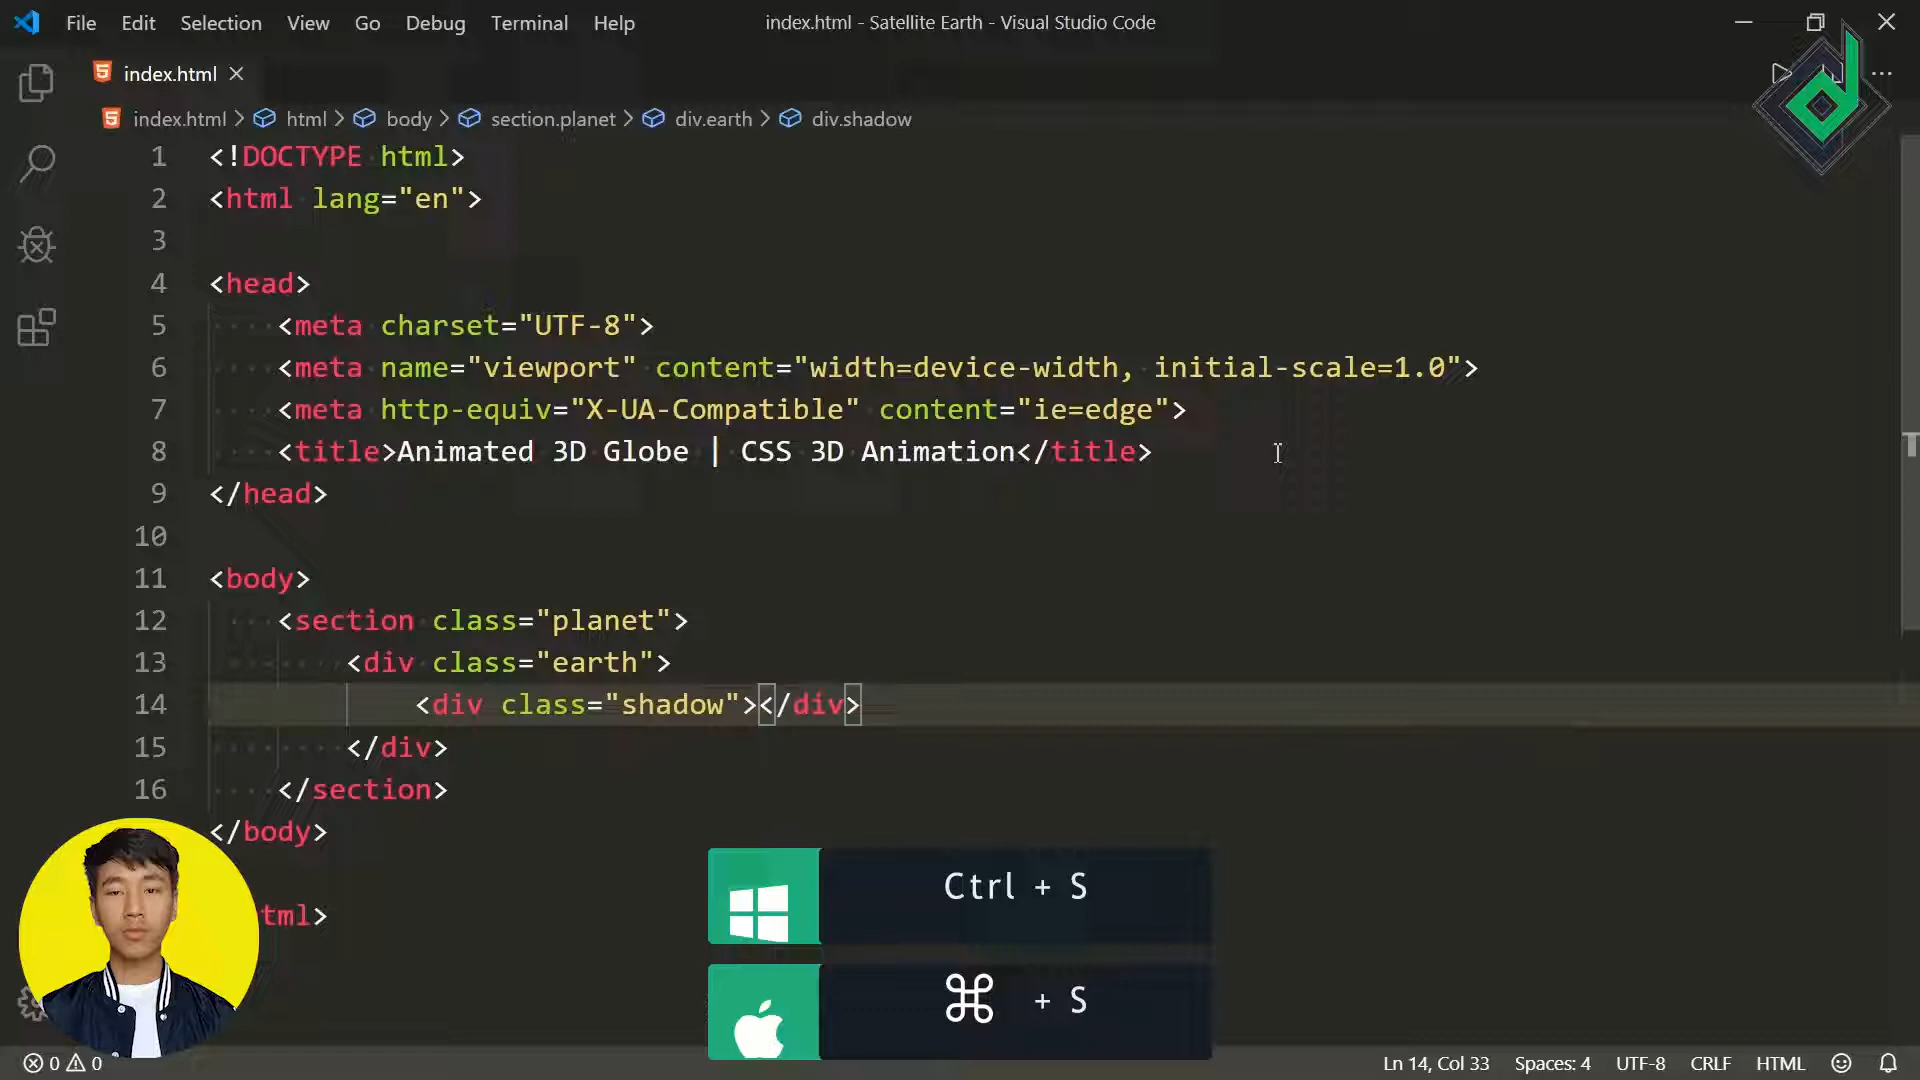 File Edit Selection View Go Debug Terminal Help index.html - Satellite Earth - Visual Studio Code
index.html
index.html > html > body > section.planet > div.earth > div.shadow
1 <!DOCTYPE html>
2 <html lang="en">
3
4 <head>
5 <meta charset="UTF-8">
6 <meta name="viewport" content="width=device-width, initial-scale=1.0">
7 <meta http-equiv="X-UA-Compatible" content="ie=edge">
8 <title>Animated 3D Globe | CSS 3D Animation</title>
9 </head>
10
11 <body>
12 <section class="planet">
13 <div class="earth">
14 <div class="shadow"></div>
15 </div>
16 </section>
</body>
tml>
Ctrl + S
⌘ + S
0 0 Ln 14, Col 33 Spaces: 4 UTF-8 CRLF HTML